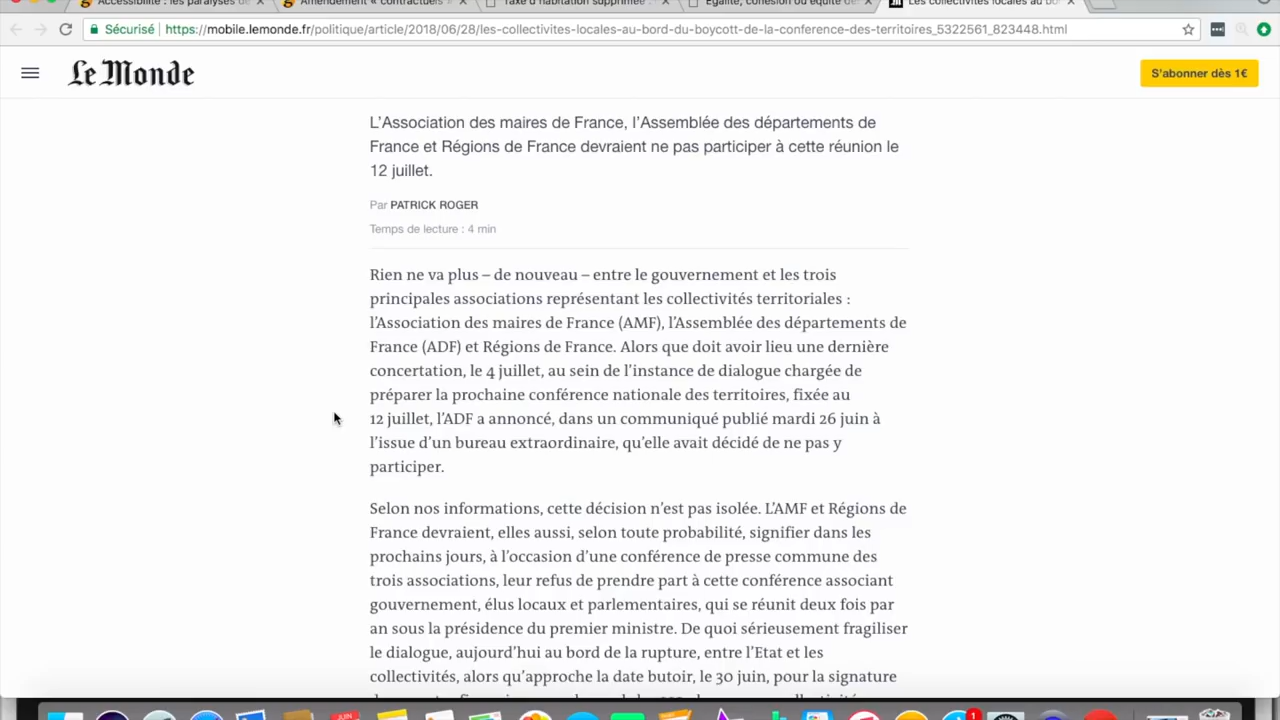 Accessibilité : les paralysés de
Amendement « contractuels »
Taxe d'habitation supprimée
Egalité, cohésion ou équité des
Les collectivités locales au bo
Sécurisé
https://mobile.lemonde.fr/politique/article/2018/06/28/les-collectivites-locales-au-bord-du-boycott-de-la-conference-des-territoires_5322561_823448.html
Le Monde
S'abonner dès 1€
L'Association des maires de France, l'Assemblée des départements de
France et Régions de France devraient ne pas participer à cette réunion le
12 juillet.
Par PATRICK ROGER
Temps de lecture : 4 min
Rien ne va plus – de nouveau – entre le gouvernement et les trois
principales associations représentant les collectivités territoriales :
l'Association des maires de France (AMF), l'Assemblée des départements de
France (ADF) et Régions de France. Alors que doit avoir lieu une dernière
concertation, le 4 juillet, au sein de l'instance de dialogue chargée de
préparer la prochaine conférence nationale des territoires, fixée au
12 juillet, l'ADF a annoncé, dans un communiqué publié mardi 26 juin à
l'issue d'un bureau extraordinaire, qu'elle avait décidé de ne pas y
participer.
Selon nos informations, cette décision n'est pas isolée. L'AMF et Régions de
France devraient, elles aussi, selon toute probabilité, signifier dans les
prochains jours, à l'occasion d'une conférence de presse commune des
trois associations, leur refus de prendre part à cette conférence associant
gouvernement, élus locaux et parlementaires, qui se réunit deux fois par
an sous la présidence du premier ministre. De quoi sérieusement fragiliser
le dialogue, aujourd'hui au bord de la rupture, entre l'Etat et les
collectivités, alors qu'approche la date butoir, le 30 juin, pour la signature
JUIN
1